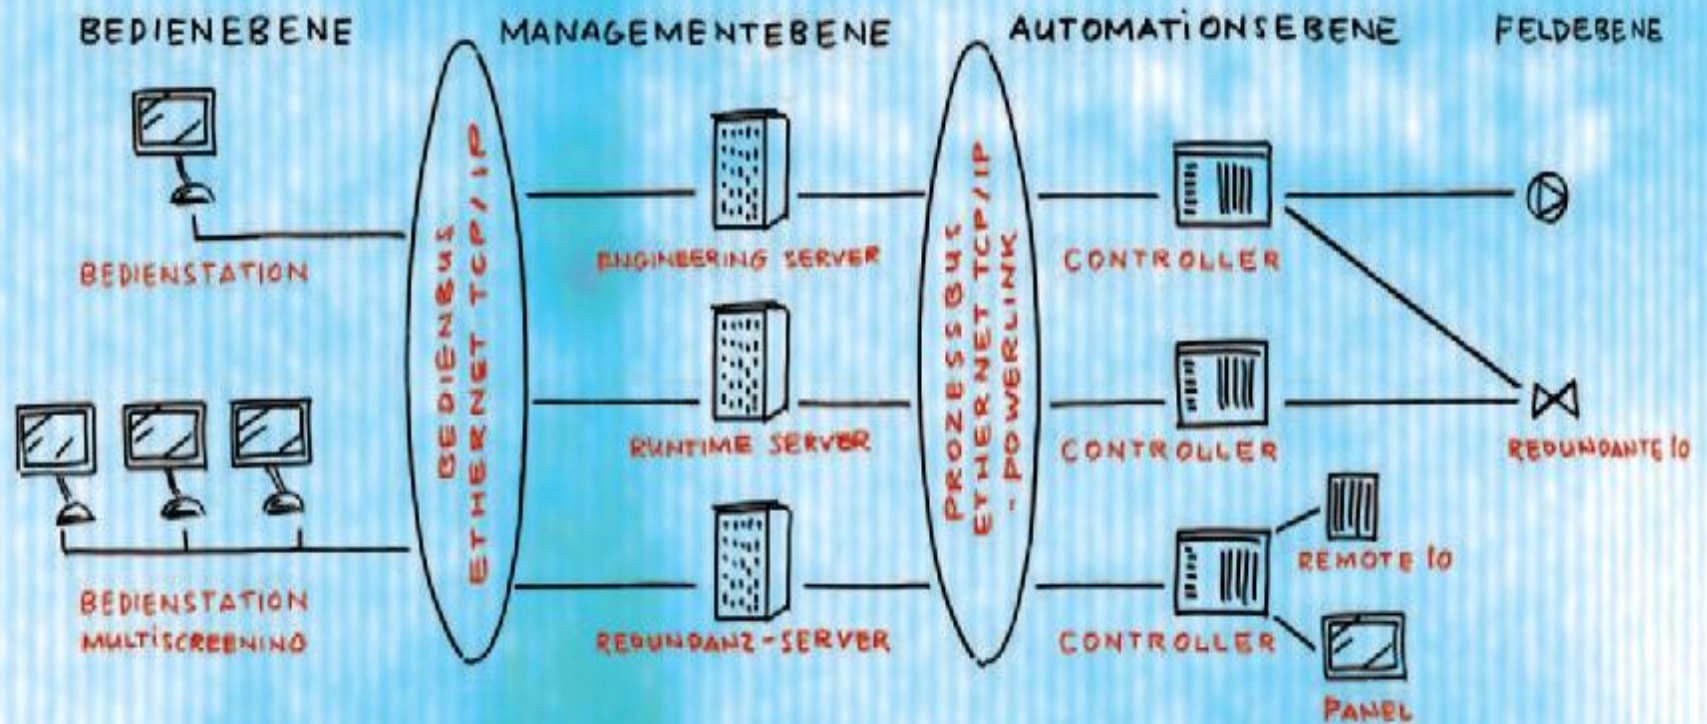 BEDIENEBENE
MANAGEMENTEBENE
AUTOMATiONSEBENE
FELDEBENE
BEDIENSTATION
BEDIENSTATION
MULTiSCREENING
BEDIENBUS
ETHERNET TCP/IP
ENGINEERING SERVER
RUNTIME SERVER
REDUNDANZ-SERVER
PROZESSBUS
ETHERNET TCP/IP
- POWERLINK
CONTROLLER
CONTROLLER
CONTROLLER
REDUNDANTE IO
REMOTE IO
PANEL